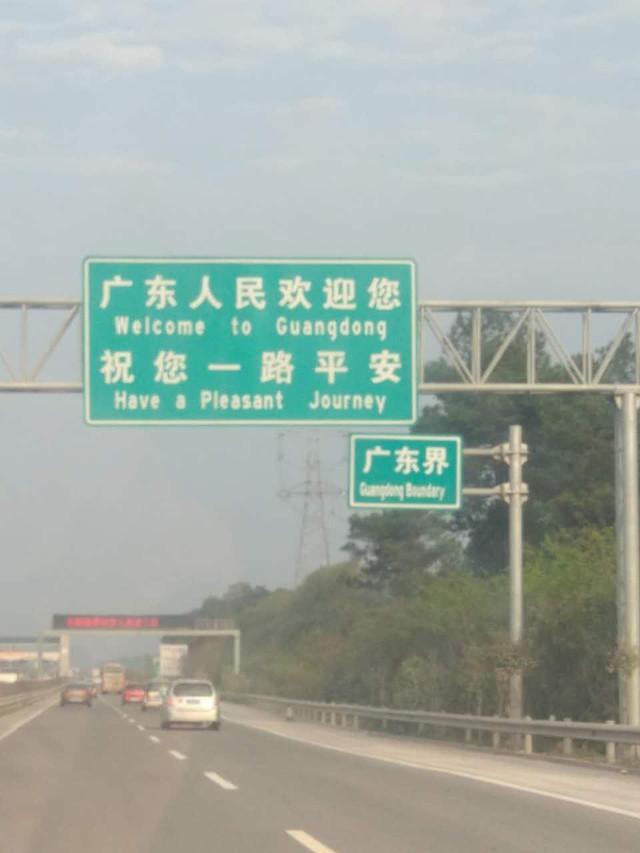 广东人民欢迎您
Welcome to Guangdong
祝您一路平安
Have a Pleasant Journey
广东界
Guangdong Boundary